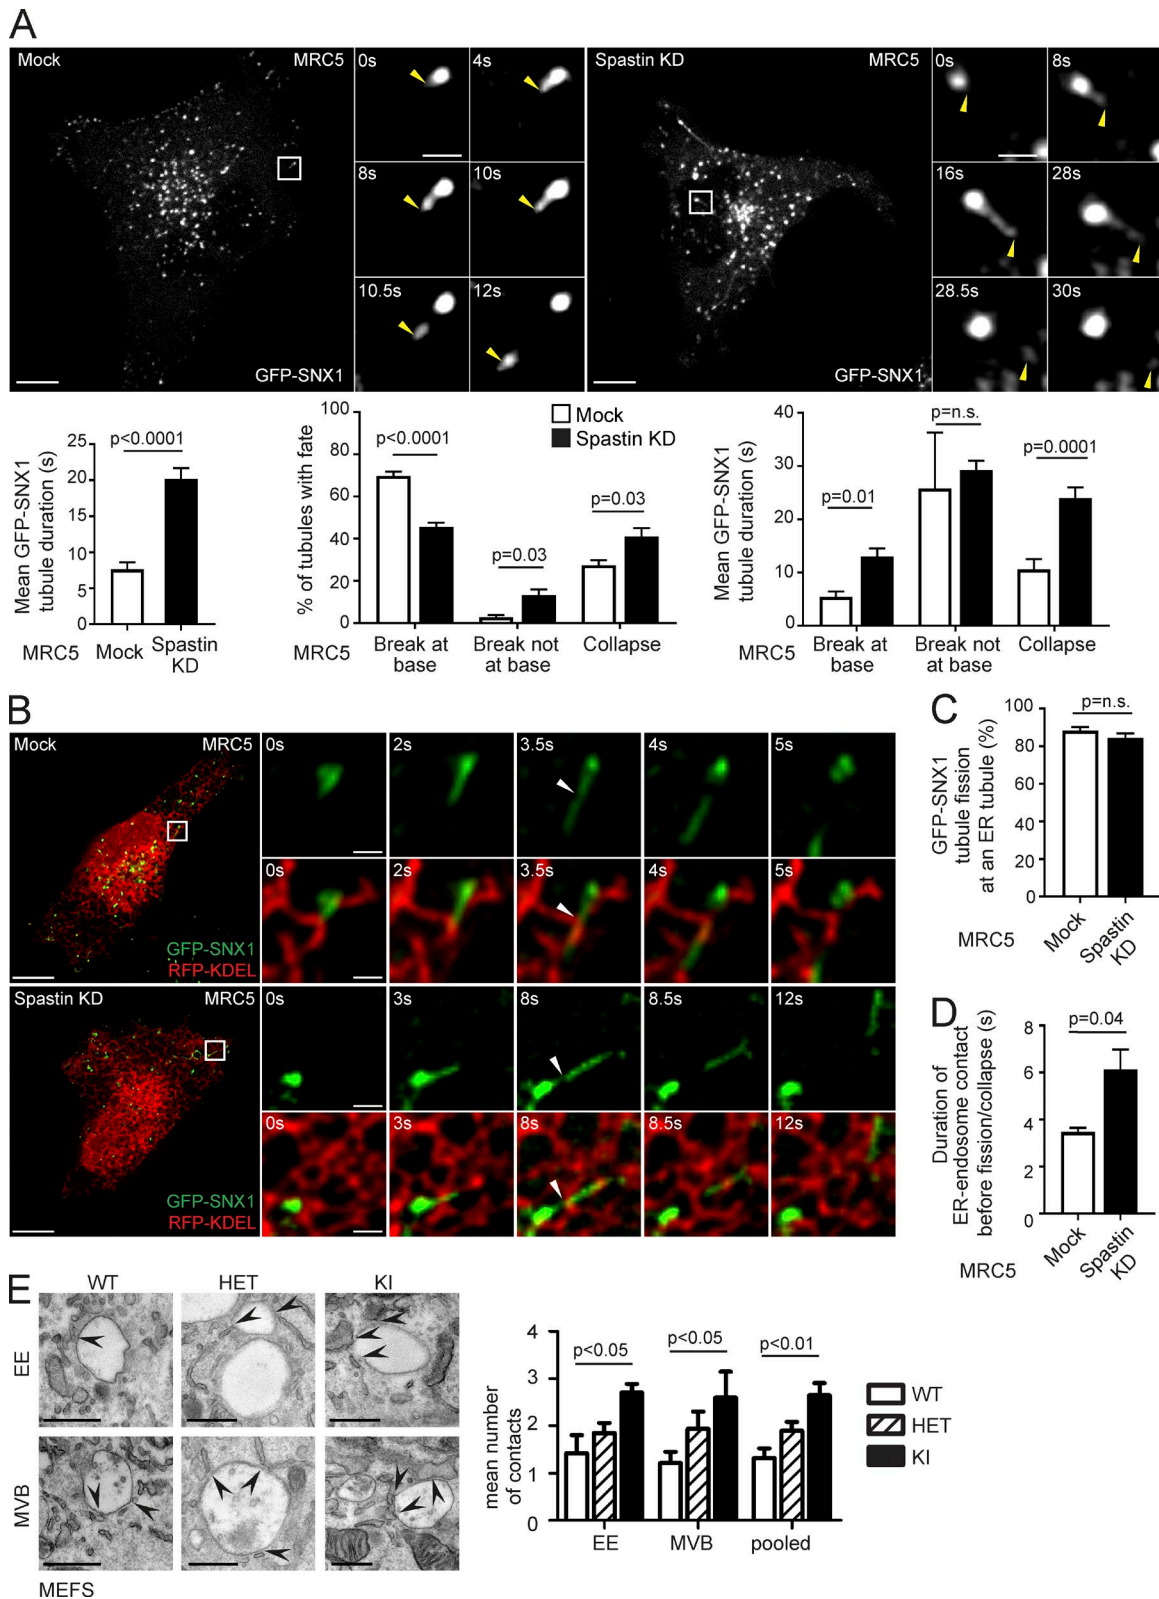 A
Mock
MRC5
0s
4s
8s
10s
10.5s
12s
GFP-SNX1
Spastin KD
MRC5
0s
8s
16s
28s
28.5s
30s
GFP-SNX1
Mean GFP-SNX1
tubule duration (s)
25
20
15
10
5
0
p<0.0001
MRC5
Mock
Spastin
KD
% of tubules with fate
100
80
60
40
20
0
p<0.0001
p=0.03
p=0.03
Mock
Spastin KD
MRC5
Break at
base
Break not
at base
Collapse
Mean GFP-SNX1
tubule duration (s)
40
30
20
10
0
p=0.01
p=n.s.
p=0.0001
MRC5
Break at
base
Break not
at base
Collapse
B
Mock
MRC5
GFP-SNX1
RFP-KDEL
0s
2s
3.5s
4s
5s
0s
2s
3.5s
4s
5s
Spastin KD
MRC5
GFP-SNX1
RFP-KDEL
0s
3s
8s
8.5s
12s
0s
3s
8s
8.5s
12s
C
GFP-SNX1
tubule fission
at an ER tubule (%)
100
80
60
40
20
0
p=n.s.
MRC5
Mock
Spastin
KD
D
Duration of
ER-endosome contact
before fission/collapse (s)
8
6
4
2
0
p=0.04
MRC5
Mock
Spastin
KD
E
WT
HET
KI
EE
MVB
MEFS
mean number
of contacts
4
3
2
1
0
p<0.05
p<0.05
p<0.01
EE
MVB
pooled
WT
HET
KI